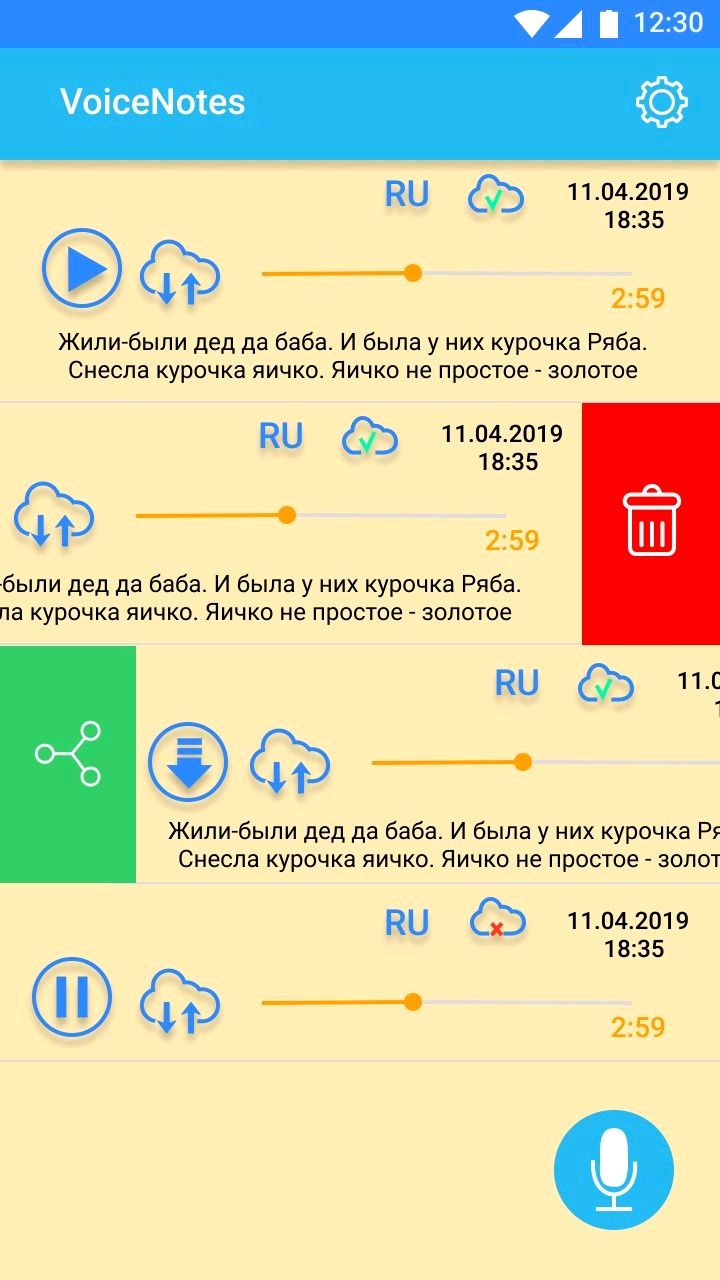 12:30
VoiceNotes
RU
11.04.2019
18:35
2:59
Жили-были дед да баба. И была у них курочка Ряба.
Снесла курочка яичко. Яичко не простое - золотое
RU
11.04.2019
18:35
2:59
-были дед да баба. И была у них курочка Ряба.
ла курочка яичко. Яичко не простое - золотое
RU
11.0
1
Жили-были дед да баба. И была у них курочка Ря
Снесла курочка яичко. Яичко не простое - золот
RU
11.04.2019
18:35
2:59